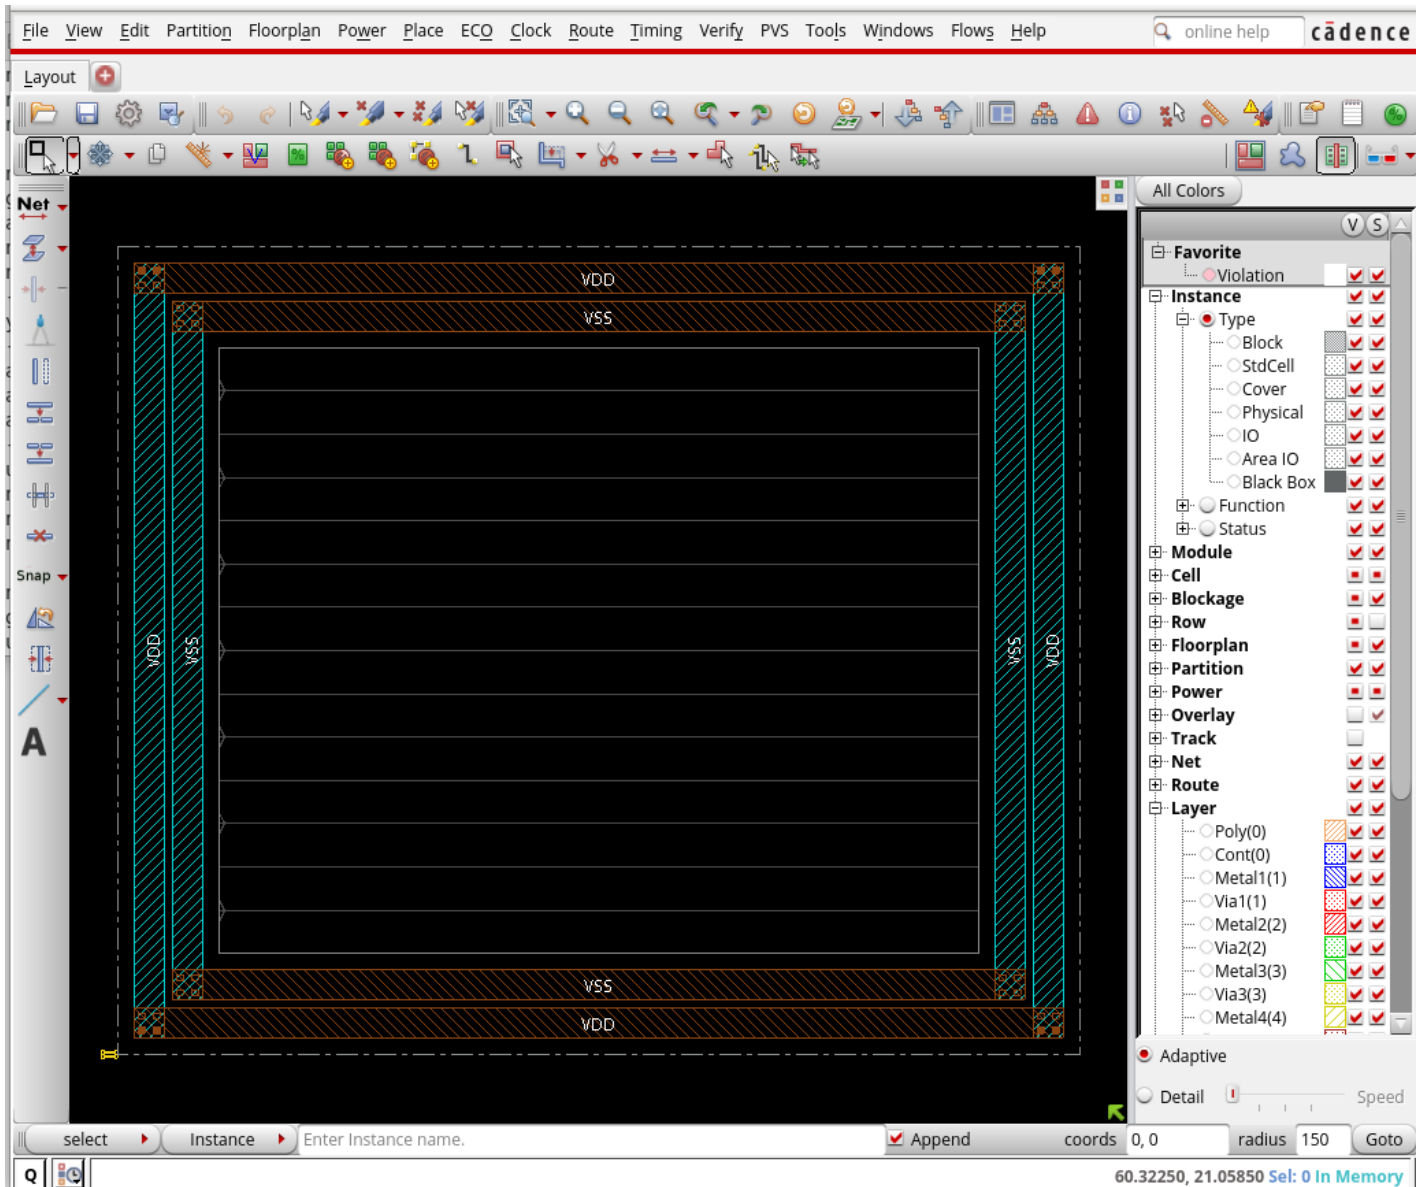 File View Edit Partition Floorplan Power Place ECO Clock Route Timing Verify PVS Tools Windows Flows Help online help cādence
Layout
All Colors
Net
V S
Favorite
Violation
VDD
Instance
VSS
Type
Block
StdCell
Cover
Physical
IO
Area IO
Black Box
Function
Status
Module
Snap
Cell
Blockage
Row
VDD VSS VSS VDD
Floorplan
Partition
Power
Overlay
A
Track
Net
Route
Layer
Poly(0)
Cont(0)
Metal1(1)
Via1(1)
Metal2(2)
Via2(2)
Metal3(3)
VSS
Via3(3)
Metal4(4)
VDD
Adaptive
Detail Speed
select Instance Enter Instance name. Append coords 0, 0 radius 150 Goto
Q 60.32250, 21.05850 Sel: 0 In Memory